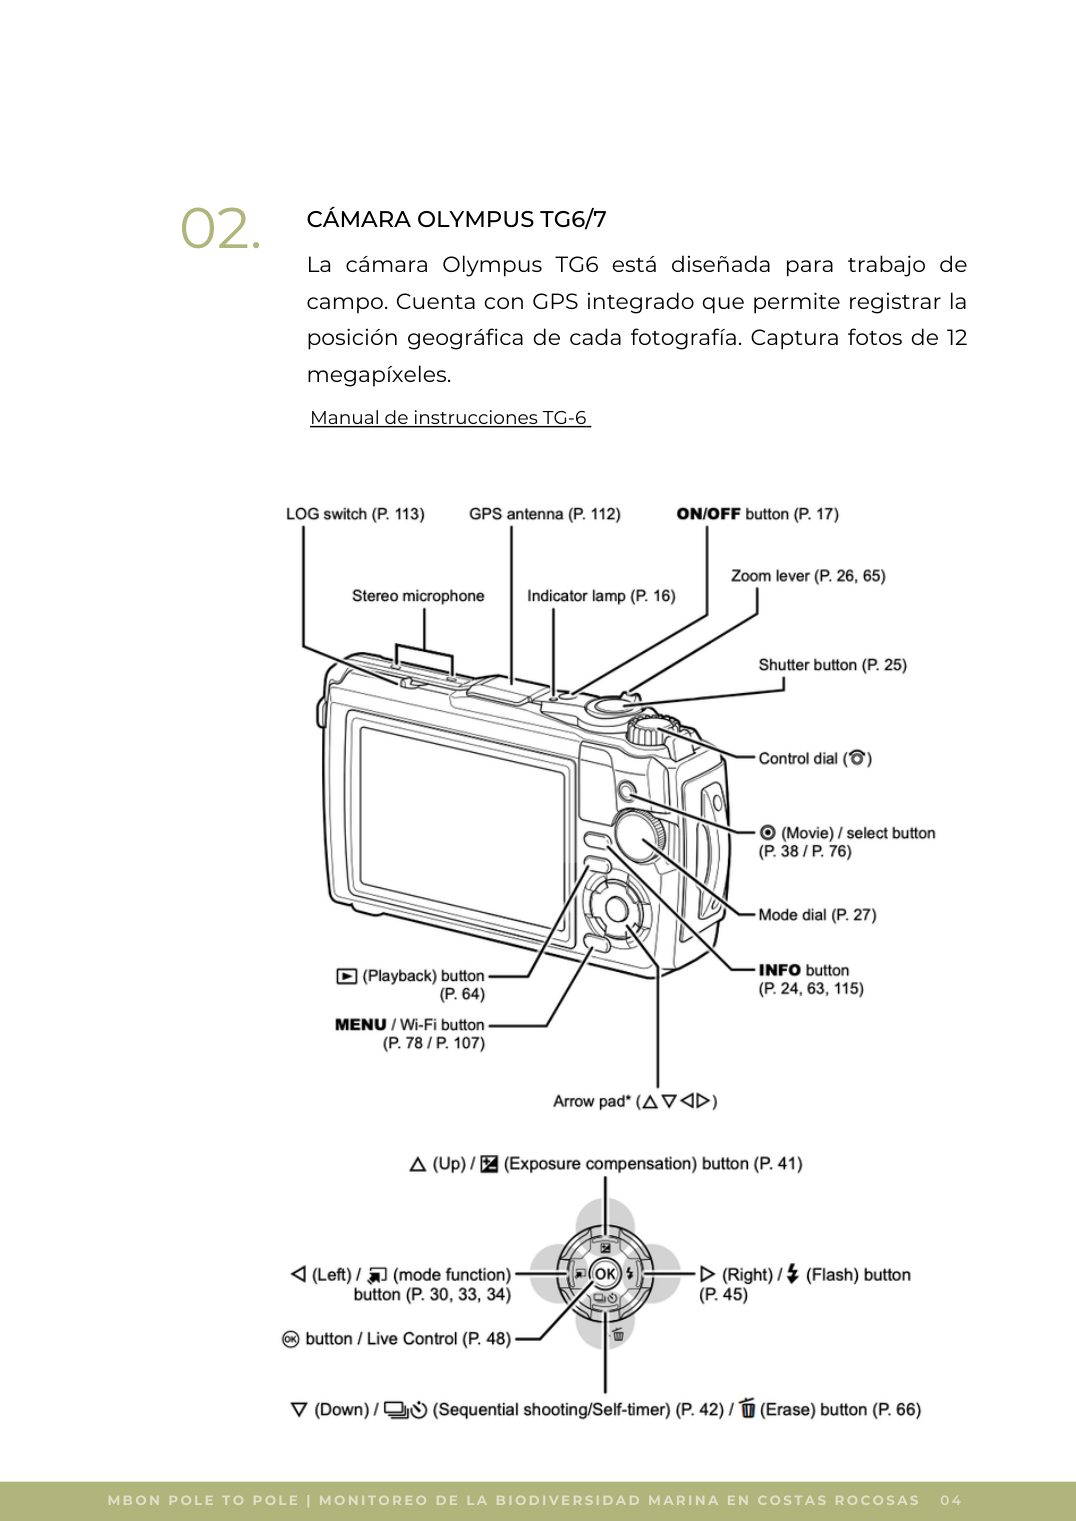 02.
CÁMARA OLYMPUS TG6/7
La cámara Olympus TG6 está diseñada para trabajo de
campo. Cuenta con GPS integrado que permite registrar la
posición geográfica de cada fotografía. Captura fotos de 12
megapíxeles.
Manual de instrucciones TG-6
LOG switch (P. 113)
GPS antenna (P. 112)
ON/OFF button (P. 17)
Zoom lever (P. 26, 65)
Stereo microphone
Indicator lamp (P. 16)
Shutter button (P. 25)
Control dial ()
(Movie) / select button
(P. 38 / P. 76)
Mode dial (P. 27)
INFO button
(P. 24, 63, 115)
(Playback) button
(P. 64)
MENU / Wi-Fi button
(P. 78 / P. 107)
Arrow pad* (△▽◁▷)
△ (Up) / (Exposure compensation) button (P. 41)
◁ (Left) / (mode function)
button (P. 30, 33, 34)
OK
▷ (Right) / (Flash) button
(P. 45)
OK button / Live Control (P. 48)
▽ (Down) / (Sequential shooting/Self-timer) (P. 42) / (Erase) button (P. 66)
MBON POLE TO POLE | MONITOREO DE LA BIODIVERSIDAD MARINA EN COSTAS ROCOSAS 04